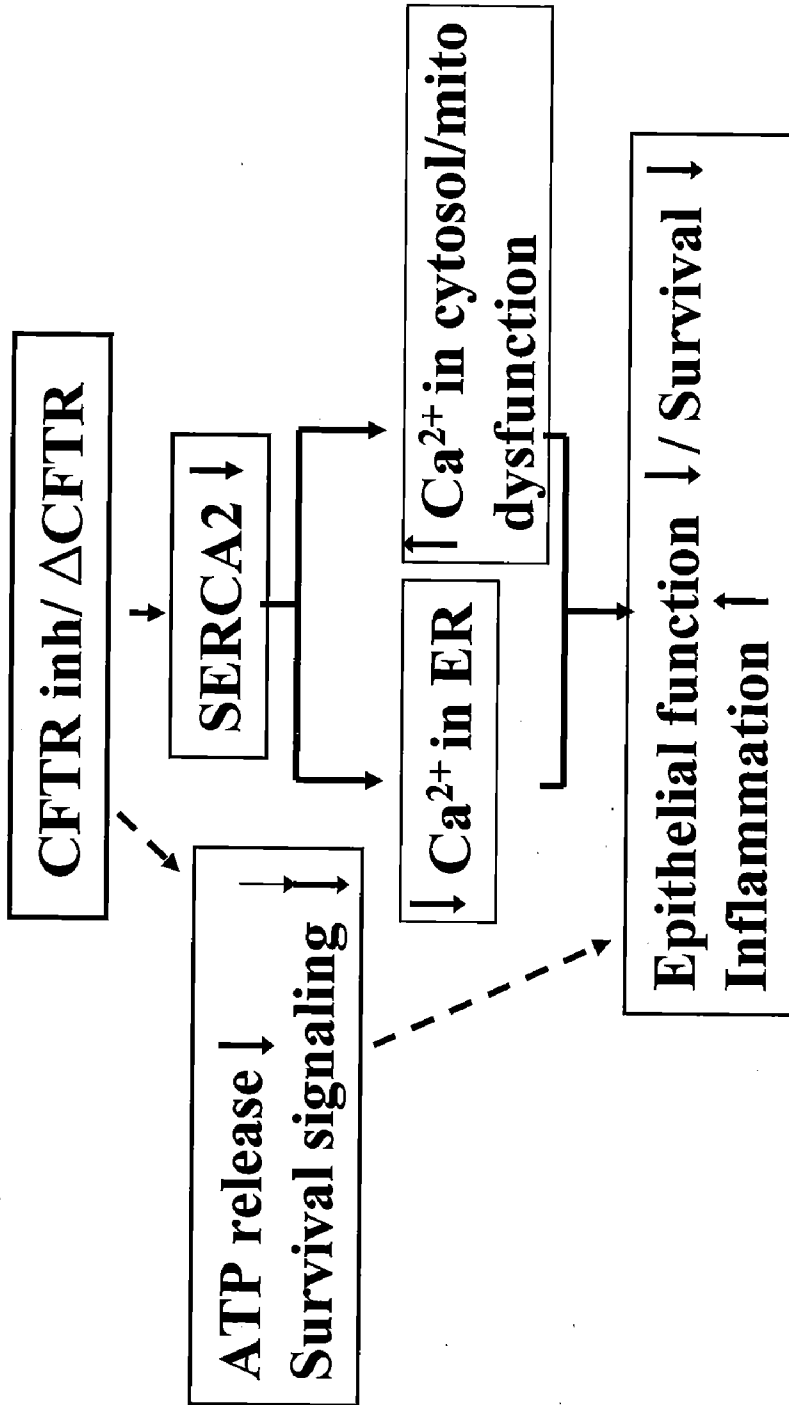 CFTR inh/ ΔCFTR
ATP release↓
Survival signaling ↓↓
SERCA2 ↓
↓ Ca²⁺ in ER
↑ Ca²⁺ in cytosol/mito
dysfunction
Epithelial function ↓/ Survival ↓
Inflammation ↑